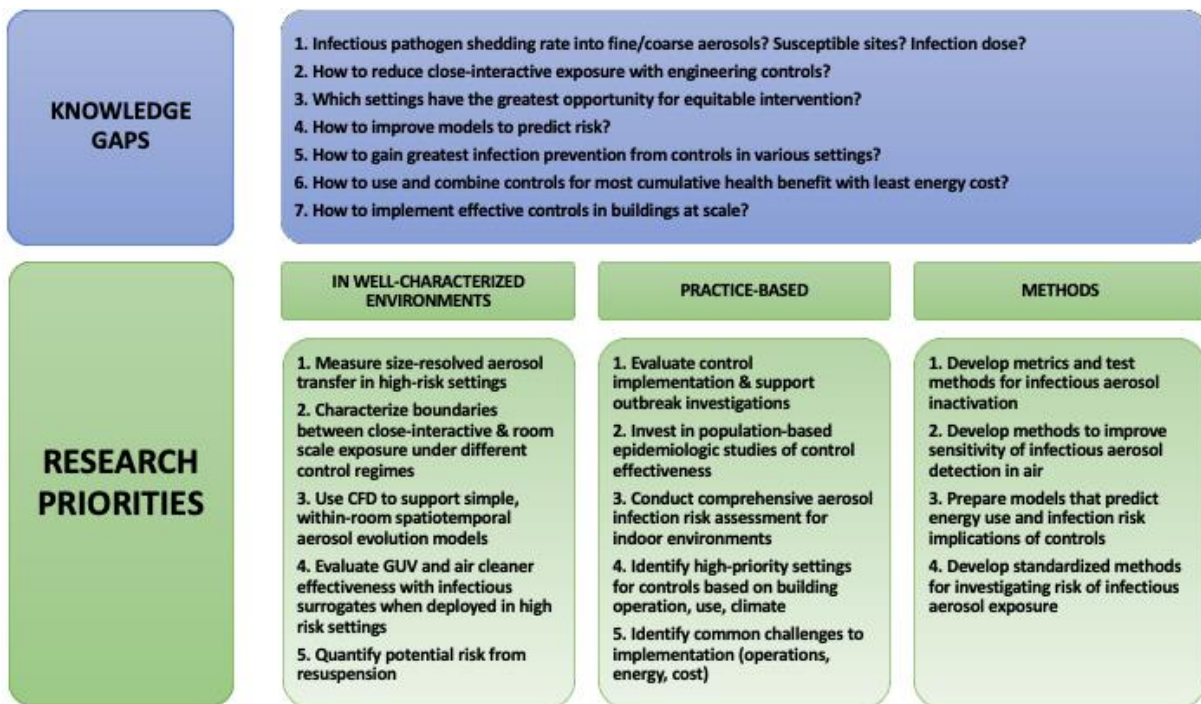 KNOWLEDGE
GAPS
1. Infectious pathogen shedding rate into fine/coarse aerosols? Susceptible sites? Infection dose?
2. How to reduce close-interactive exposure with engineering controls?
3. Which settings have the greatest opportunity for equitable intervention?
4. How to improve models to predict risk?
5. How to gain greatest infection prevention from controls in various settings?
6. How to use and combine controls for most cumulative health benefit with least energy cost?
7. How to implement effective controls in buildings at scale?
RESEARCH
PRIORITIES
IN WELL-CHARACTERIZED
ENVIRONMENTS
1. Measure size-resolved aerosol
transfer in high-risk settings
2. Characterize boundaries
between close-interactive & room
scale exposure under different
control regimes
3. Use CFD to support simple,
within-room spatiotemporal
aerosol evolution models
4. Evaluate GUV and air cleaner
effectiveness with infectious
surrogates when deployed in high
risk settings
5. Quantify potential risk from
resuspension
PRACTICE-BASED
1. Evaluate control
implementation & support
outbreak investigations
2. Invest in population-based
epidemiologic studies of control
effectiveness
3. Conduct comprehensive aerosol
infection risk assessment for
indoor environments
4. Identify high-priority settings
for controls based on building
operation, use, climate
5. Identify common challenges to
implementation (operations,
energy, cost)
METHODS
1. Develop metrics and test
methods for infectious aerosol
inactivation
2. Develop methods to improve
sensitivity of infectious aerosol
detection in air
3. Prepare models that predict
energy use and infection risk
implications of controls
4. Develop standardized methods
for investigating risk of infectious
aerosol exposure